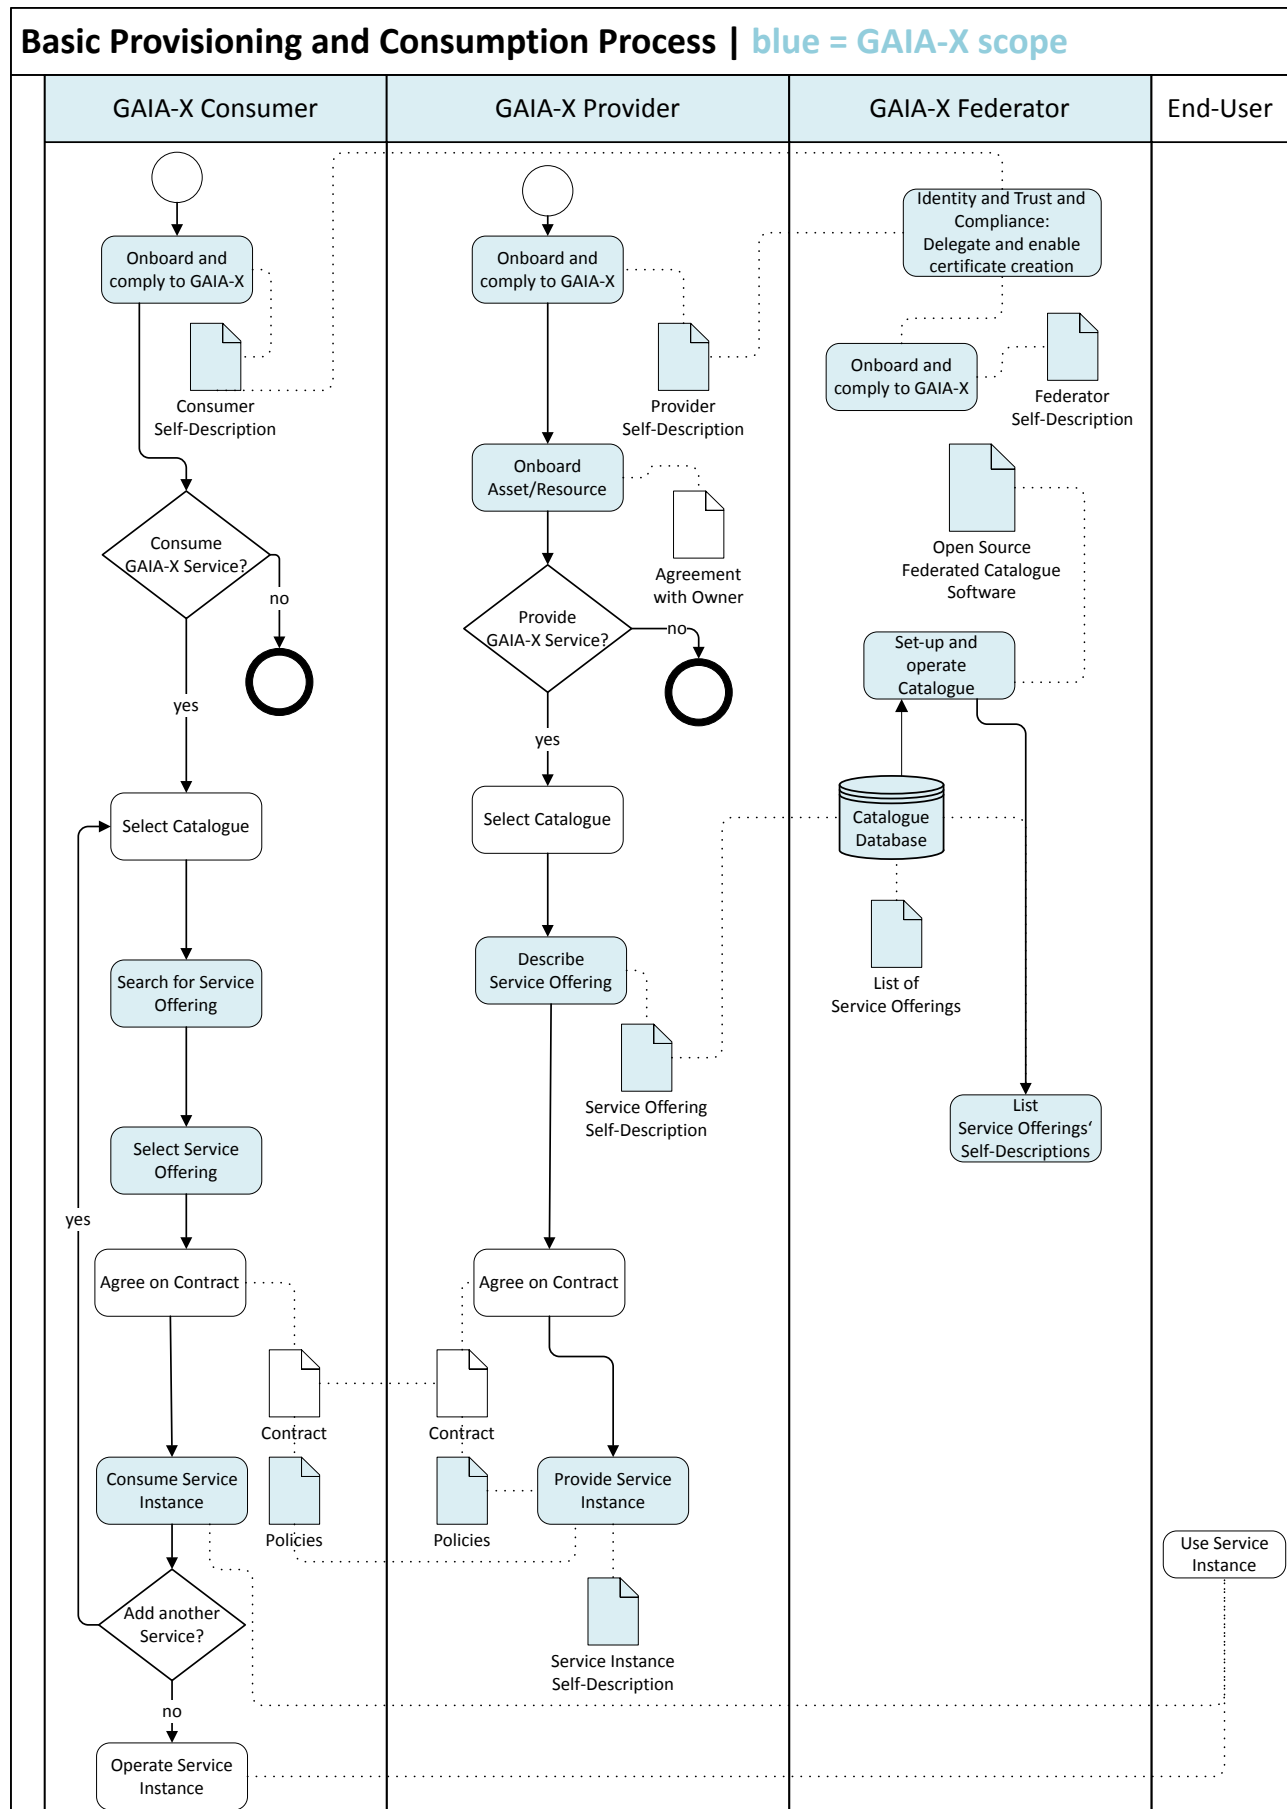 Basic Provisioning and Consumption Process | blue = GAIA-X scope
GAIA-X Consumer
GAIA-X Provider
GAIA-X Federator
End-User
Onboard and
comply to GAIA-X
Consumer
Self-Description
Consume
GAIA-X Service?
no
yes
Select Catalogue
Search for Service
Offering
Select Service
Offering
yes
Agree on Contract
Contract
Consume Service
Instance
Policies
Add another
Service?
no
Operate Service
Instance
Onboard and
comply to GAIA-X
Provider
Self-Description
Onboard
Asset/Resource
Agreement
with Owner
Provide
GAIA-X Service?
no
yes
Select Catalogue
Describe
Service Offering
Service Offering
Self-Description
Agree on Contract
Contract
Provide Service
Instance
Policies
Service Instance
Self-Description
Identity and Trust and
Compliance:
Delegate and enable
certificate creation
Onboard and
comply to GAIA-X
Federator
Self-Description
Open Source
Federated Catalogue
Software
Set-up and
operate
Catalogue
Catalogue
Database
List of
Service Offerings
List
Service Offerings‘
Self-Descriptions
Use Service
Instance